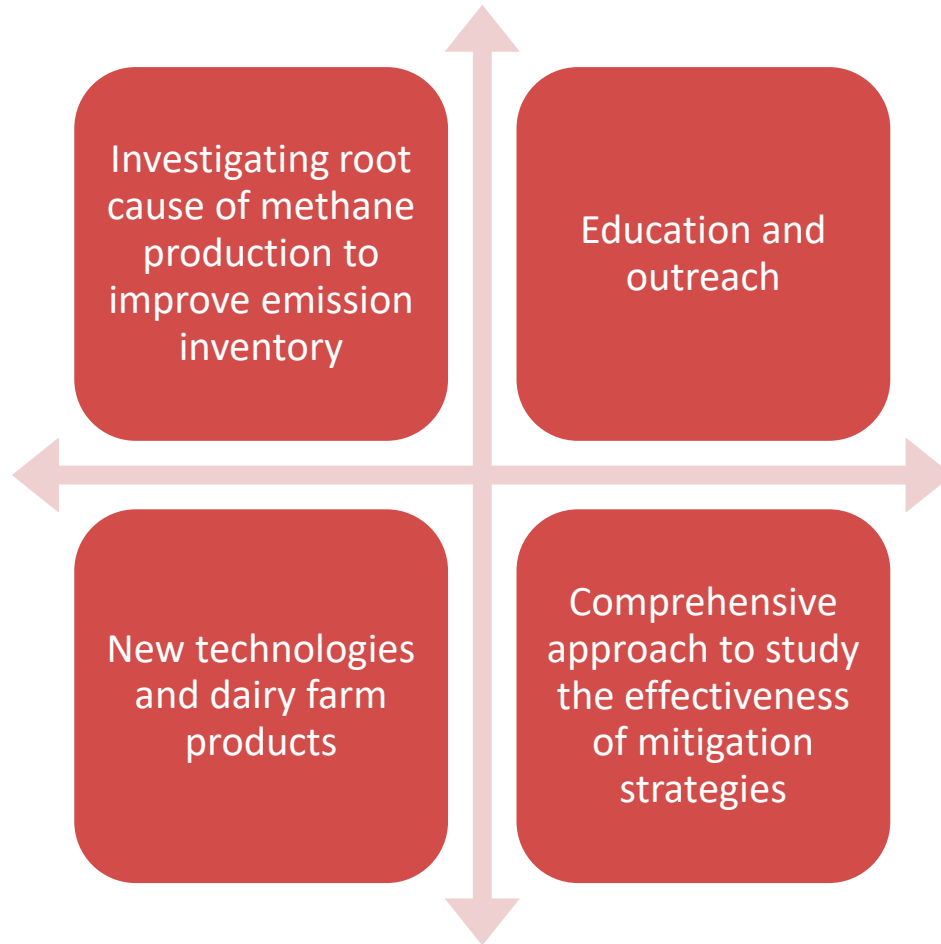 Investigating root
cause of methane
production to
improve emission
inventory
Education and
outreach
New technologies
and dairy farm
products
Comprehensive
approach to study
the effectiveness
of mitigation
strategies